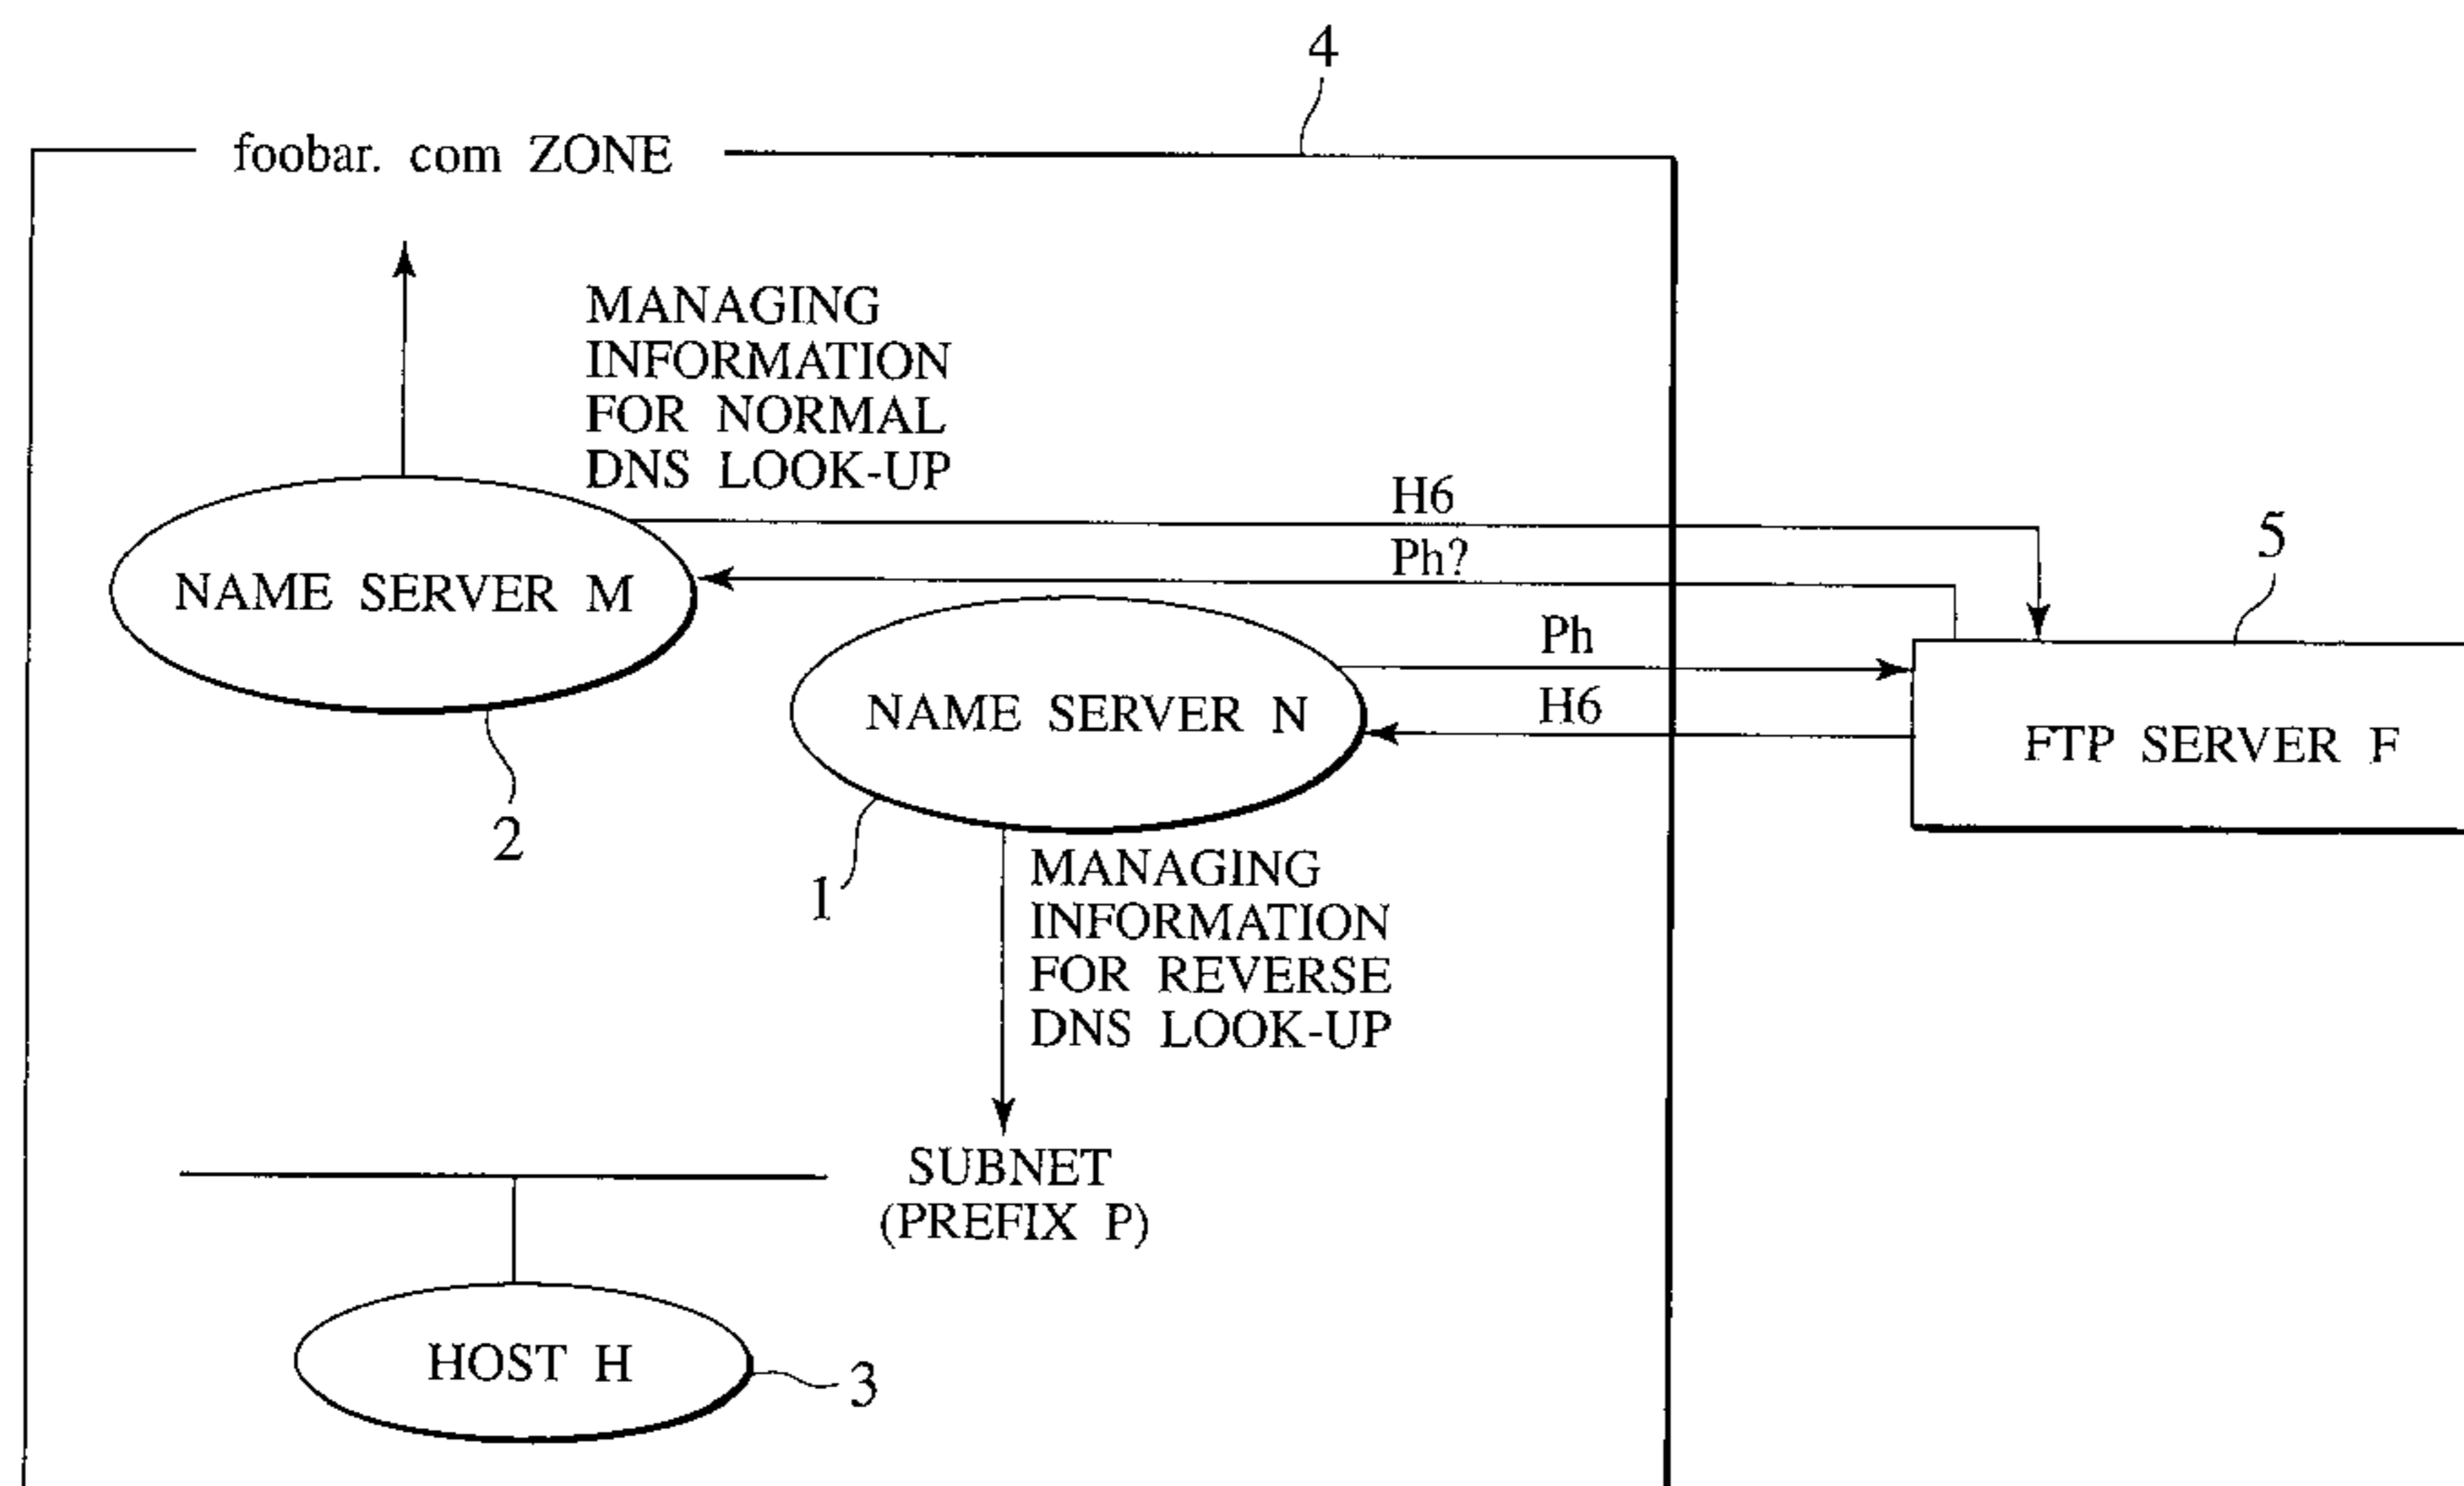 4
foobar. com ZONE
MANAGING
INFORMATION
FOR NORMAL
DNS LOOK-UP
H6
Ph?
5
NAME SERVER M
Ph
NAME SERVER N
H6
FTP SERVER F
2
1
MANAGING
INFORMATION
FOR REVERSE
DNS LOOK-UP
SUBNET
(PREFIX P)
HOST H
3